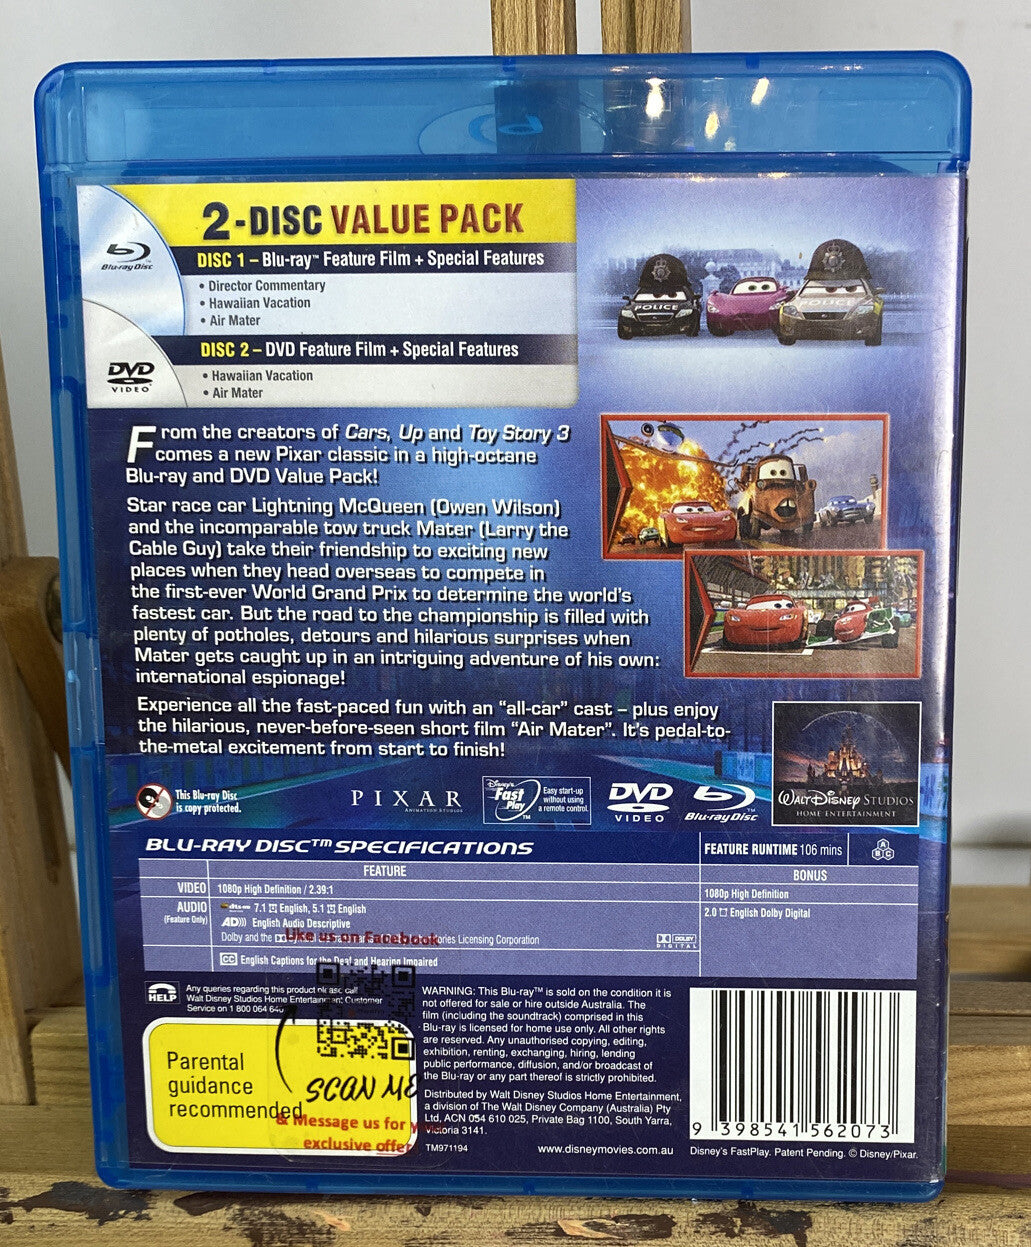 2-DISC VALUE PACK
Blu-ray Disc
DISC 1 – Blu-ray™ Feature Film + Special Features
• Director Commentary
• Hawaiian Vacation
• Air Mater
DISC 2 – DVD Feature Film + Special Features
DVD
VIDEO
• Hawaiian Vacation
• Air Mater
POLICE
POLICE
From the creators of Cars, Up and Toy Story 3
comes a new Pixar classic in a high-octane
Blu-ray and DVD Value Pack!
Star race car Lightning McQueen (Owen Wilson)
and the incomparable tow truck Mater (Larry the
Cable Guy) take their friendship to exciting new
places when they head overseas to compete in
the first-ever World Grand Prix to determine the world's
fastest car. But the road to the championship is filled with
plenty of potholes, detours and hilarious surprises when
Mater gets caught up in an intriguing adventure of his own:
international espionage!
Experience all the fast-paced fun with an "all-car" cast – plus enjoy
the hilarious, never-before-seen short film "Air Mater". It's pedal-to-
the-metal excitement from start to finish!
This Blu-ray Disc
is copy protected.
PIXAR
ANIMATION STUDIOS
Disney's
Fast
Play™
Easy start-up
without using
a remote control.
DVD
VIDEO
Blu-ray Disc
WALT DISNEY STUDIOS
HOME ENTERTAINMENT
BLU-RAY DISC™ SPECIFICATIONS
FEATURE RUNTIME 106 mins
A
B C
FEATURE
BONUS
VIDEO
1080p High Definition / 2.39:1
1080p High Definition
AUDIO
(Feature Only)
7.1 English, 5.1 English
2.0 English Dolby Digital
AD))) English Audio Descriptive
Dolby and the ories Licensing Corporation
DOLBY
DIGITAL
CC English Captions for the Deaf and Hearing Impaired
Like us on Facebook
HELP
Any queries regarding this product please call
Walt Disney Studios Home Entertainment Customer
Service on 1 800 064 640
Parental
guidance
recommended
SCAN ME
& Message us for
exclusive offer
WARNING: This Blu-ray™ is sold on the condition it is
not offered for sale or hire outside Australia. The
film (including the soundtrack) comprised in this
Blu-ray is licensed for home use only. All other rights
are reserved. Any unauthorised copying, editing,
exhibition, renting, exchanging, hiring, lending
public performance, diffusion, and/or broadcast of
the Blu-ray or any part thereof is strictly prohibited.
Distributed by Walt Disney Studios Home Entertainment,
a division of The Walt Disney Company (Australia) Pty
Ltd, ACN 054 610 025, Private Bag 1100, South Yarra,
Victoria 3141.
TM971194
www.disneymovies.com.au
9 398541 562073
Disney's FastPlay. Patent Pending. © Disney/Pixar.